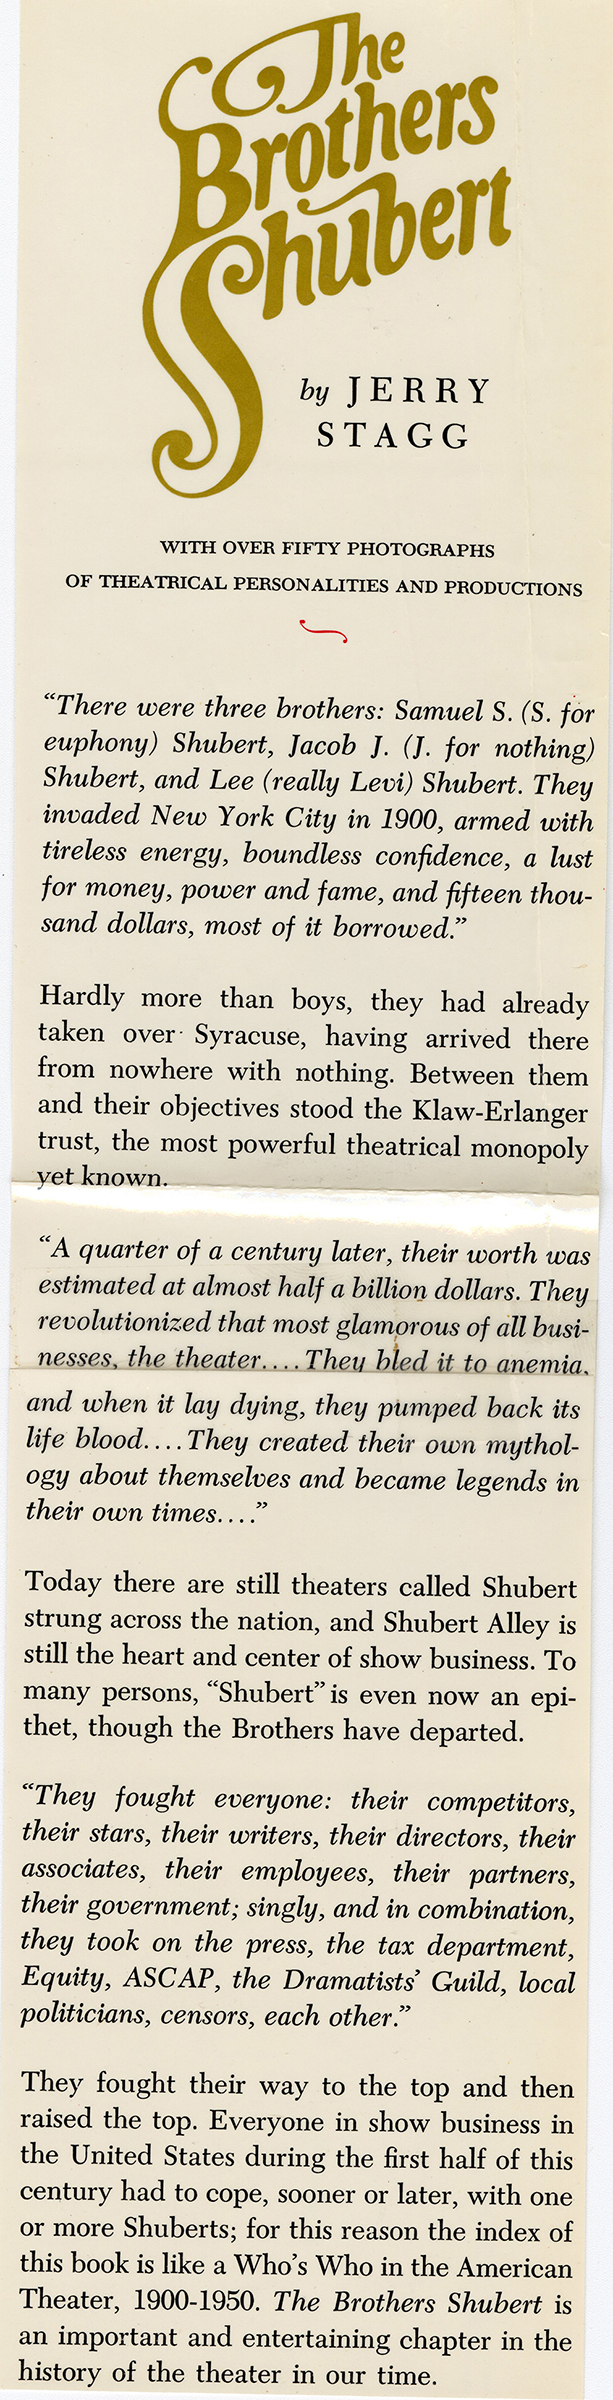 The
Brothers
Shubert
by JERRY
STAGG
WITH OVER FIFTY PHOTOGRAPHS
OF THEATRICAL PERSONALITIES AND PRODUCTIONS
“There were three brothers: Samuel S. (S. for
euphony) Shubert, Jacob J. (J. for nothing)
Shubert, and Lee (really Levi) Shubert. They
invaded New York City in 1900, armed with
tireless energy, boundless confidence, a lust
for money, power and fame, and fifteen thou-
sand dollars, most of it borrowed.”
Hardly more than boys, they had already
taken over Syracuse, having arrived there
from nowhere with nothing. Between them
and their objectives stood the Klaw-Erlanger
trust, the most powerful theatrical monopoly
yet known.
“A quarter of a century later, their worth was
estimated at almost half a billion dollars. They
revolutionized that most glamorous of all busi-
nesses, the theater.... They bled it to anemia,
and when it lay dying, they pumped back its
life blood.... They created their own mythol-
ogy about themselves and became legends in
their own times....”
Today there are still theaters called Shubert
strung across the nation, and Shubert Alley is
still the heart and center of show business. To
many persons, “Shubert” is even now an epi-
thet, though the Brothers have departed.
“They fought everyone: their competitors,
their stars, their writers, their directors, their
associates, their employees, their partners,
their government; singly, and in combination,
they took on the press, the tax department,
Equity, ASCAP, the Dramatists’ Guild, local
politicians, censors, each other.”
They fought their way to the top and then
raised the top. Everyone in show business in
the United States during the first half of this
century had to cope, sooner or later, with one
or more Shuberts; for this reason the index of
this book is like a Who’s Who in the American
Theater, 1900-1950. The Brothers Shubert is
an important and entertaining chapter in the
history of the theater in our time.